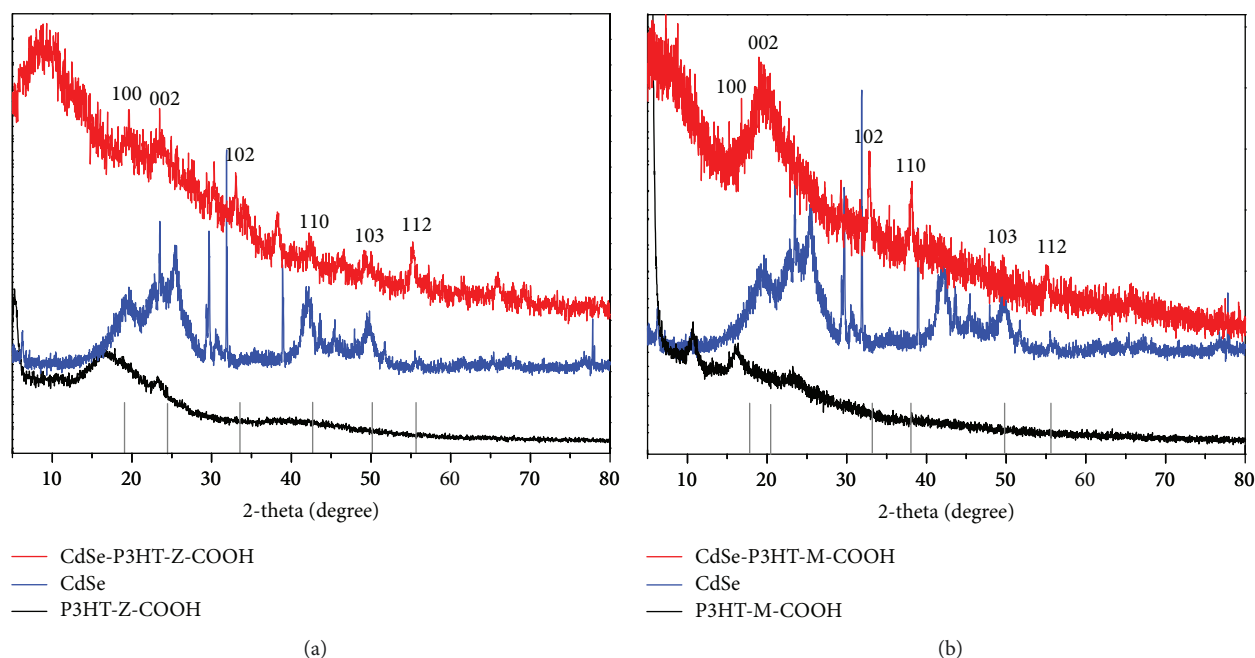 100
002
102
110
103
112
10
20
30
40
50
60
70
80
2-theta (degree)
CdSe-P3HT-Z-COOH
CdSe
P3HT-Z-COOH
(a)
002
100
102
110
103
112
10
20
30
40
50
60
70
80
2-theta (degree)
CdSe-P3HT-M-COOH
CdSe
P3HT-M-COOH
(b)